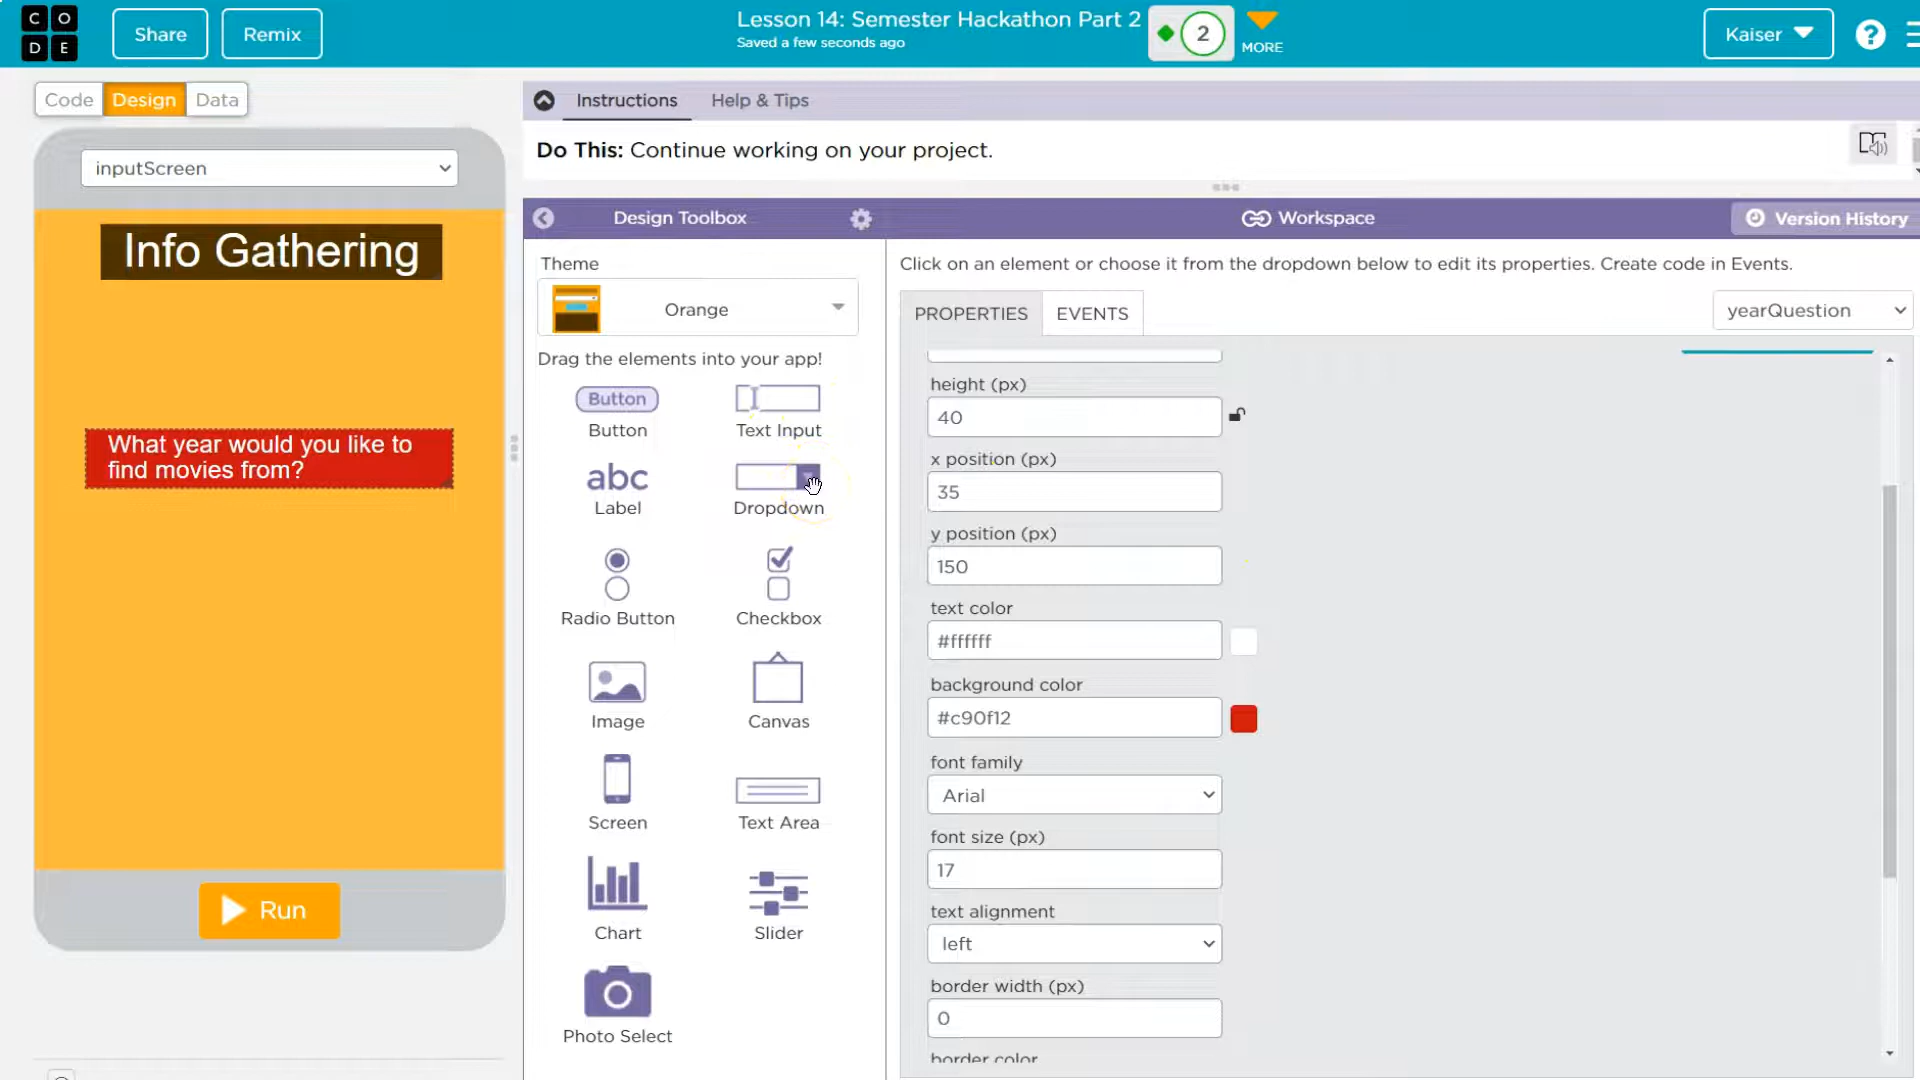 C O
D E
Share
Remix
Lesson 14: Semester Hackathon Part 2
Saved a few seconds ago
2
MORE
Kaiser
?
Code
Design
Data
Instructions
Help & Tips
inputScreen
Do This: Continue working on your project.
Design Toolbox
Workspace
Version History
Info Gathering
What year would you like to
find movies from?
Run
Theme
Orange
Drag the elements into your app!
Button
Button
Text Input
abc
Label
Dropdown
Radio Button
Checkbox
Image
Canvas
Screen
Text Area
Chart
Slider
Photo Select
Click on an element or choose it from the dropdown below to edit its properties. Create code in Events.
PROPERTIES
EVENTS
yearQuestion
height (px)
40
x position (px)
35
y position (px)
150
text color
#ffffff
background color
#c90f12
font family
Arial
font size (px)
17
text alignment
left
border width (px)
0
border color